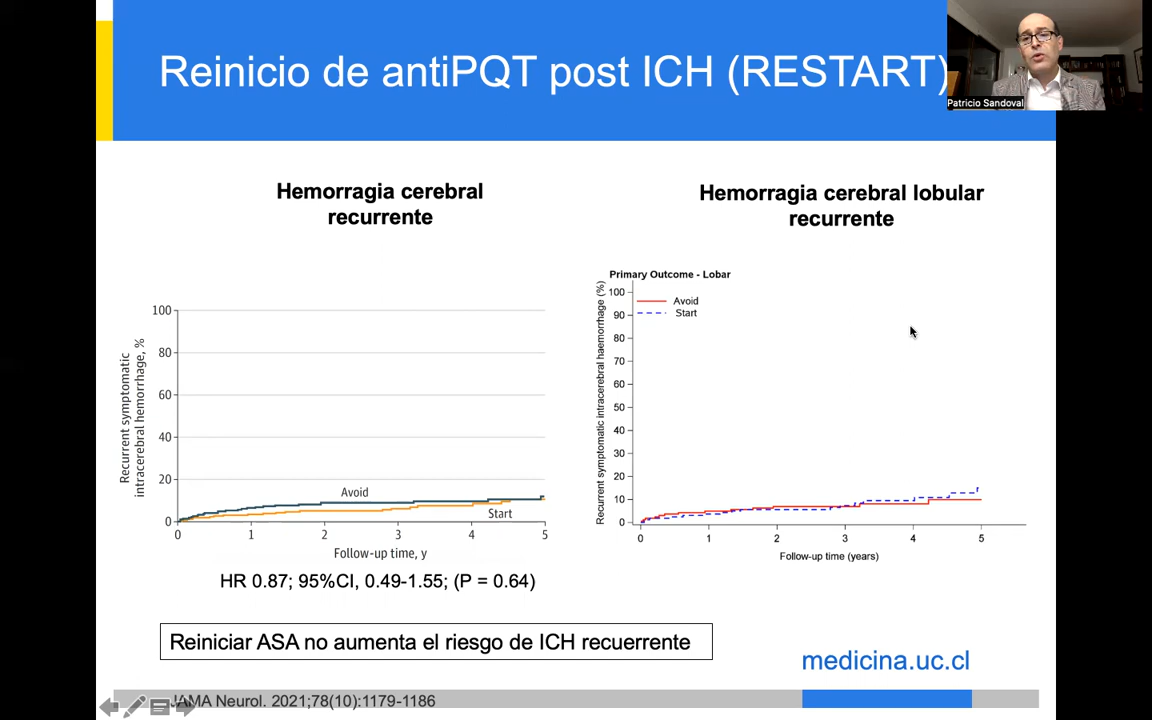 Reinicio de antiPQT post ICH (RESTART)
Patricio Sandoval
Hemorragia cerebral
recurrente
Recurrent symptomatic
intracerebral hemorrhage, %
100
80
60
40
20
0
Avoid
Start
0 1 2 3 4 5
Follow-up time, y
HR 0.87; 95%CI, 0.49-1.55; (P = 0.64)
Hemorragia cerebral lobular
recurrente
Primary Outcome - Lobar
Recurrent symptomatic intracerebral haemorrhage (%)
100
90
80
70
60
50
40
30
20
10
0
Avoid
Start
0 1 2 3 4 5
Follow-up time (years)
Reiniciar ASA no aumenta el riesgo de ICH recuerrente
medicina.uc.cl
JAMA Neurol. 2021;78(10):1179-1186